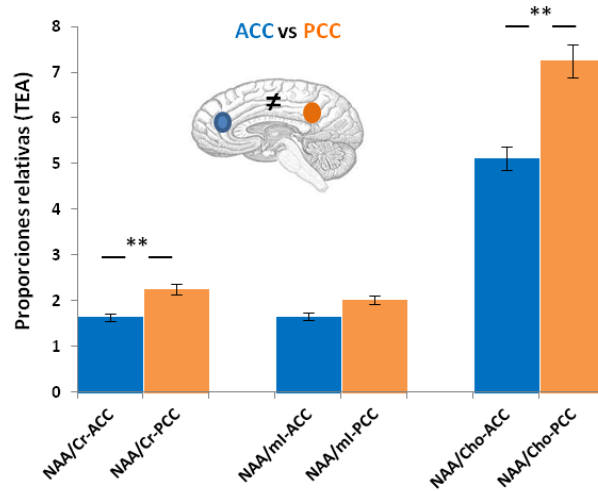 ACC vs PCC
Proporciones relativas (TEA)
8
7
6
5
4
3
2
1
0
≠
**
**
NAA/Cr-ACC
NAA/Cr-PCC
NAA/mI-ACC
NAA/mI-PCC
NAA/Cho-ACC
NAA/Cho-PCC